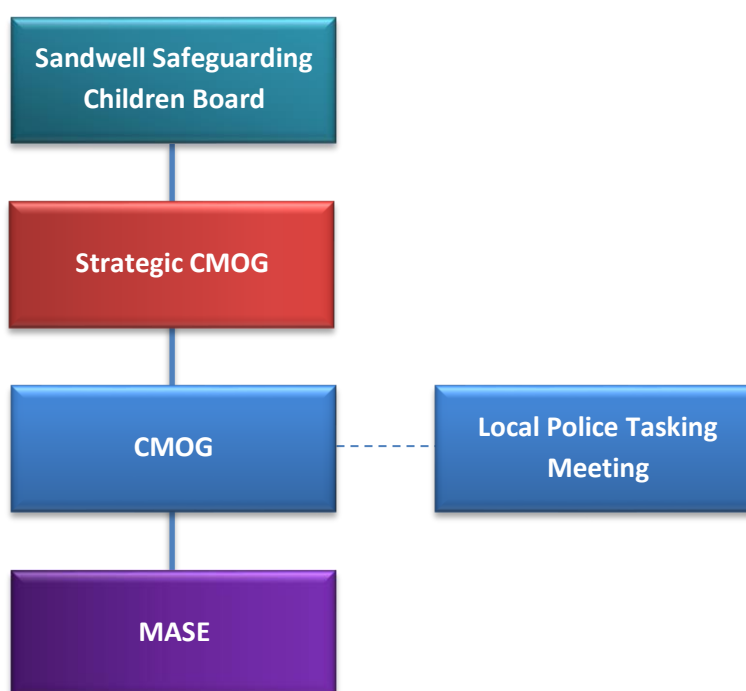 Sandwell Safeguarding
Children Board
Strategic CMOG
CMOG
Local Police Tasking
Meeting
MASE